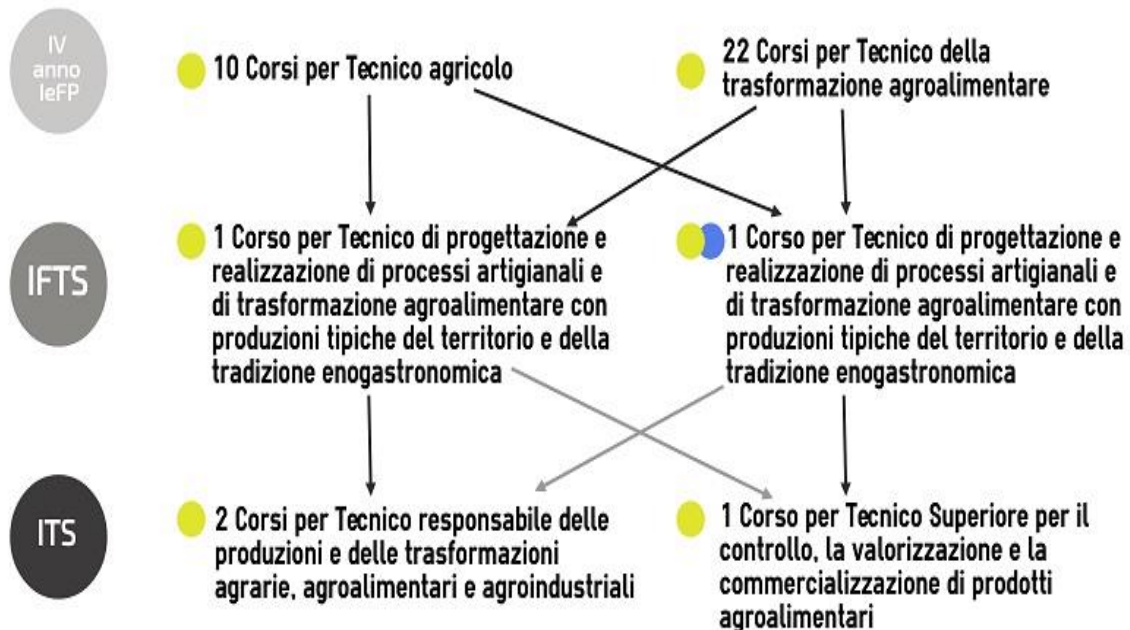 IV
anno
IeFP
10 Corsi per Tecnico agricolo
22 Corsi per Tecnico della
trasformazione agroalimentare
IFTS
1 Corso per Tecnico di progettazione e
realizzazione di processi artigianali e
di trasformazione agroalimentare con
produzioni tipiche del territorio e della
tradizione enogastronomica
1 Corso per Tecnico di progettazione e
realizzazione di processi artigianali e
di trasformazione agroalimentare con
produzioni tipiche del territorio e della
tradizione enogastronomica
ITS
2 Corsi per Tecnico responsabile delle
produzioni e delle trasformazioni
agrarie, agroalimentari e agroindustriali
1 Corso per Tecnico Superiore per il
controllo, la valorizzazione e la
commercializzazione di prodotti
agroalimentari